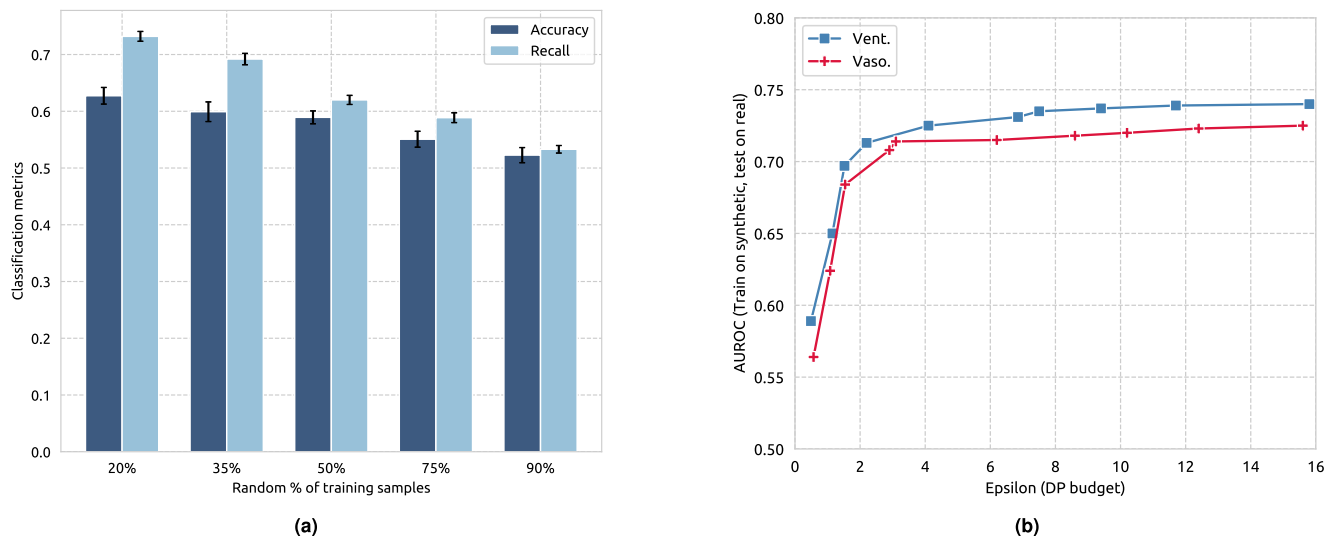 Classification metrics
0.7
0.6
0.5
0.4
0.3
0.2
0.1
0.0
Accuracy
Recall
20% 35% 50% 75% 90%
Random % of training samples
(a)
AUROC (Train on synthetic, test on real)
0.80
0.75
0.70
0.65
0.60
0.55
0.50
Vent.
Vaso.
0 2 4 6 8 10 12 14 16
Epsilon (DP budget)
(b)